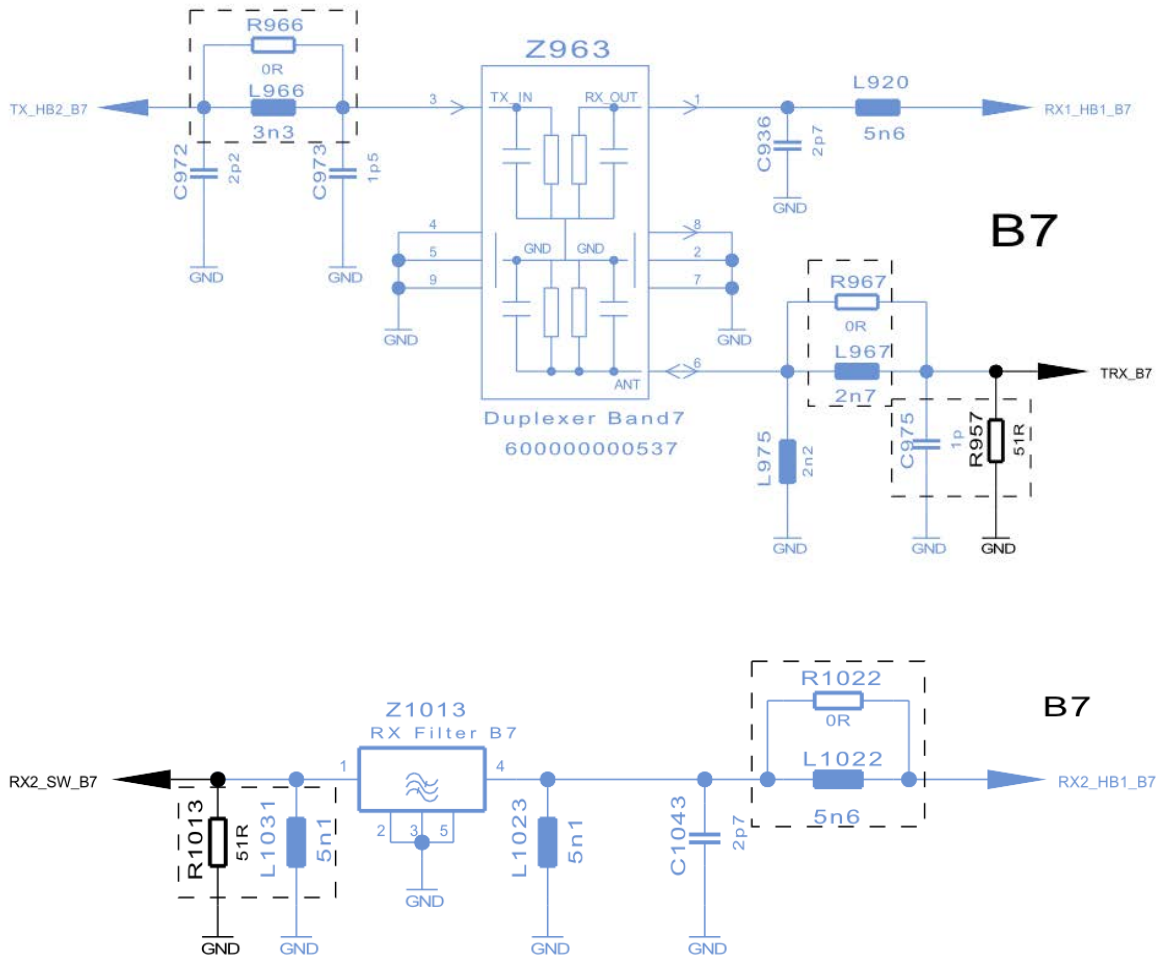 R966
0R
L966
3n3
TX_HB2_B7
C972
2p2
C973
1p5
GND
GND
Z963
3
TX_IN
RX_OUT
1
4
5
9
GND
GND
8
2
7
GND
GND
6
ANT
Duplexer Band7
600000000537
L920
5n6
RX1_HB1_B7
C936
2p7
GND
B7
R967
0R
L967
2n7
TRX_B7
L975
2n2
C975
1p
R957
51R
GND
GND
GND
Z1013
RX Filter B7
RX2_SW_B7
1
4
2
3
5
GND
R1013
51R
L1031
5n1
GND
GND
L1023
5n1
C1043
2p7
GND
GND
R1022
0R
L1022
5n6
RX2_HB1_B7
B7